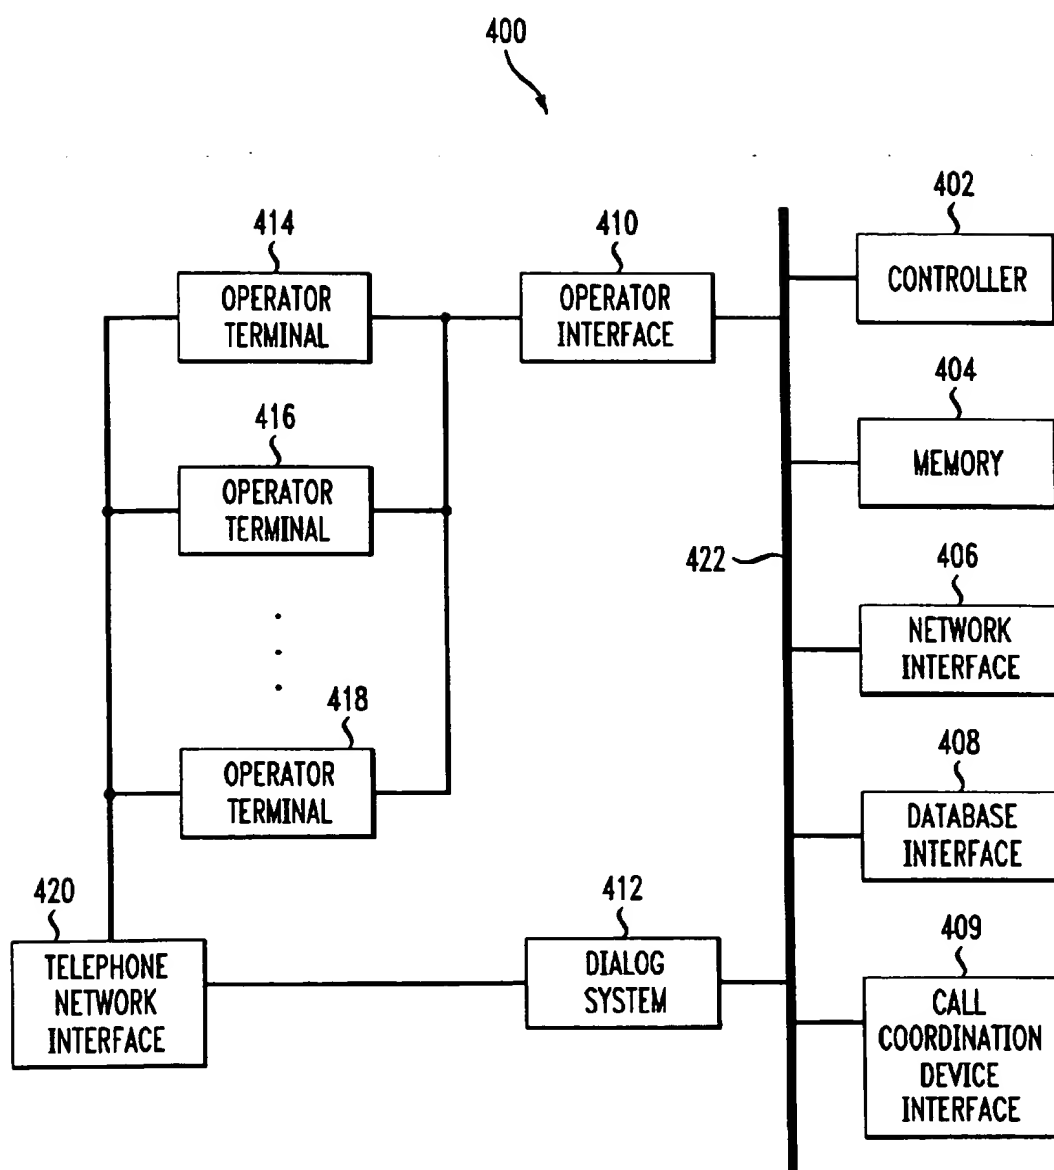 400
402
CONTROLLER
414
OPERATOR
TERMINAL
410
OPERATOR
INTERFACE
404
MEMORY
416
OPERATOR
TERMINAL
422
406
NETWORK
INTERFACE
418
OPERATOR
TERMINAL
408
DATABASE
INTERFACE
420
TELEPHONE
NETWORK
INTERFACE
412
DIALOG
SYSTEM
409
CALL
COORDINATION
DEVICE
INTERFACE